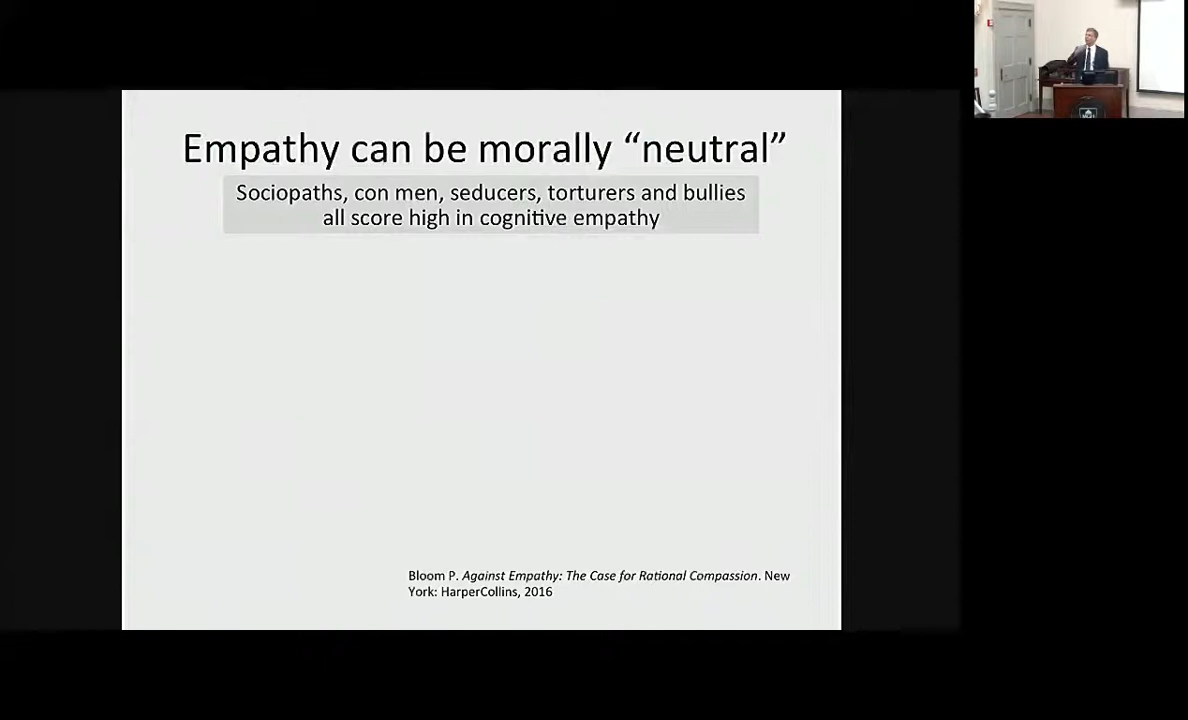 Empathy can be morally “neutral”
Sociopaths, con men, seducers, torturers and bullies
all score high in cognitive empathy
Bloom P. Against Empathy: The Case for Rational Compassion. New
York: HarperCollins, 2016